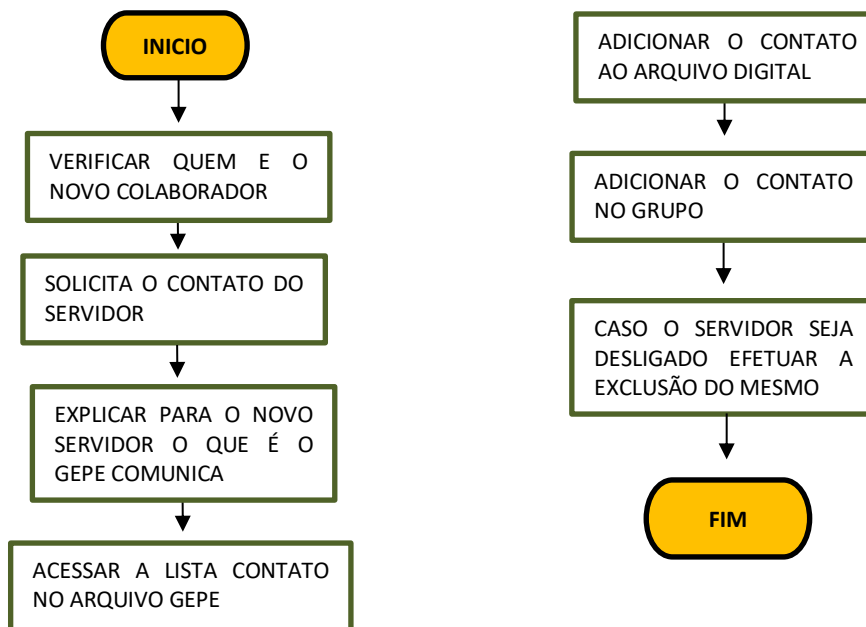 INICIO
VERIFICAR QUEM E O
NOVO COLABORADOR
SOLICITA O CONTATO DO
SERVIDOR
EXPLICAR PARA O NOVO
SERVIDOR O QUE É O
GEPE COMUNICA
ACESSAR A LISTA CONTATO
NO ARQUIVO GEPE
ADICIONAR O CONTATO
AO ARQUIVO DIGITAL
ADICIONAR O CONTATO
NO GRUPO
CASO O SERVIDOR SEJA
DESLIGADO EFETUAR A
EXCLUSÃO DO MESMO
FIM